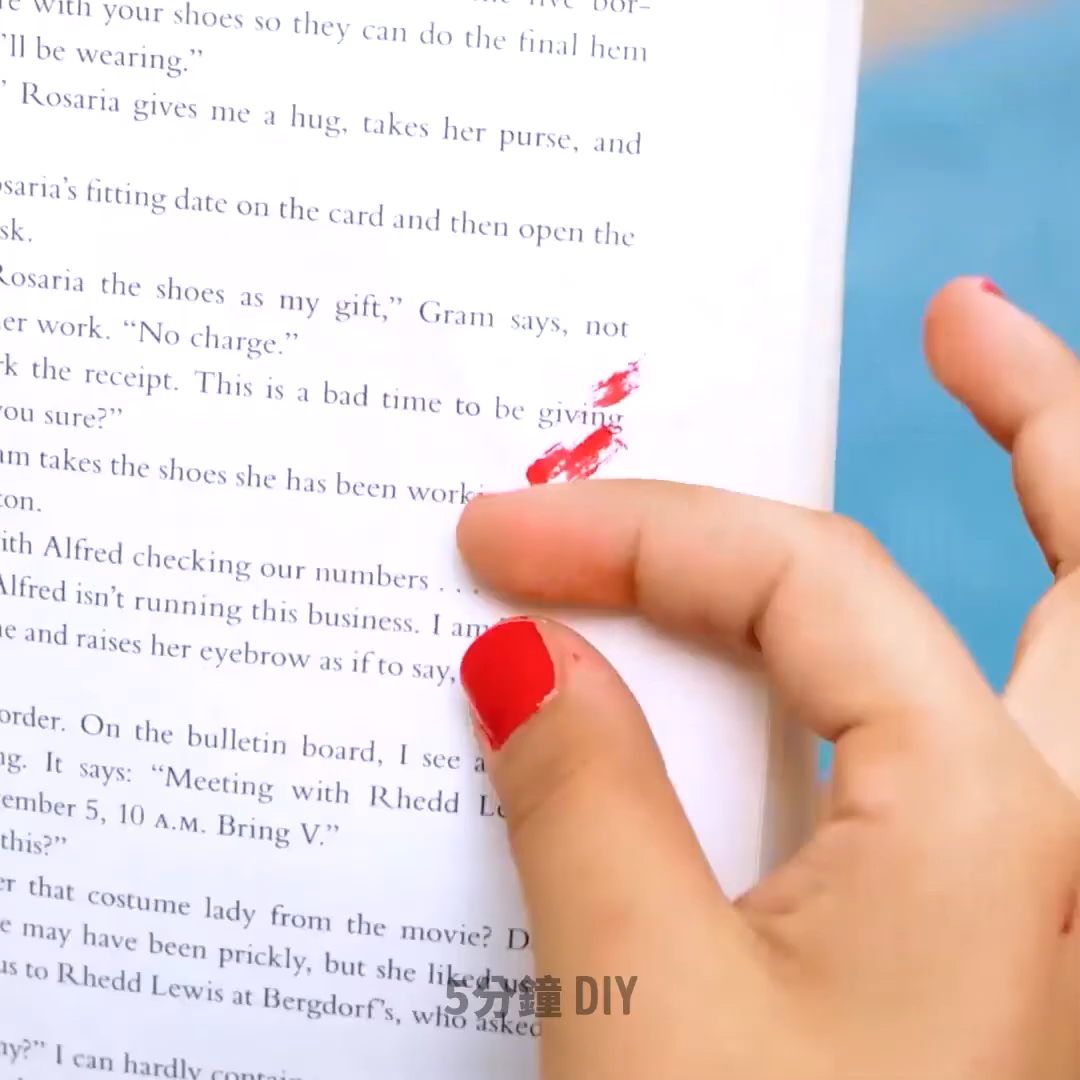 with your shoes so they can do the final hem
'll be wearing."
" Rosaria gives me a hug, takes her purse, and
osaria's fitting date on the card and then open the
sk.
Rosaria the shoes as my gift," Gram says, not
er work. "No charge."
rk the receipt. This is a bad time to be giving
you sure?"
am takes the shoes she has been work
ton.
ith Alfred checking our numbers . . .
Alfred isn't running this business. I am
ne and raises her eyebrow as if to say,
order. On the bulletin board, I see a
ng. It says: "Meeting with Rhedd Le
ember 5, 10 A.M. Bring V."
this?"
er that costume lady from the movie? D
e may have been prickly, but she liked us
us to Rhedd Lewis at Bergdorf's, who asked
ny?" I can hardly
5分鐘 DIY